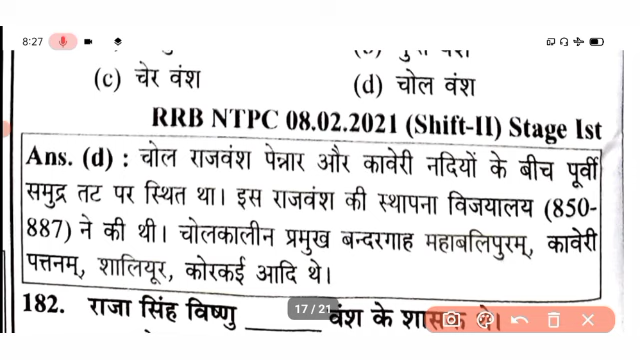 8:27
(c) चेर वंश (d) चोल वंश
RRB NTPC 08.02.2021 (Shift-II) Stage Ist
Ans. (d) : चोल राजवंश पेन्नार और कावेरी नदियों के बीच पूर्वी
समुद्र तट पर स्थित था। इस राजवंश की स्थापना विजयालय (850-
887) ने की थी। चोलकालीन प्रमुख बन्दरगाह महाबलिपुरम्, कावेरी
पत्तनम्, शालियूर, कोरकई आदि थे।
182. राजा सिंह विष्णु ______ वंश के शासक थे।
17 / 21